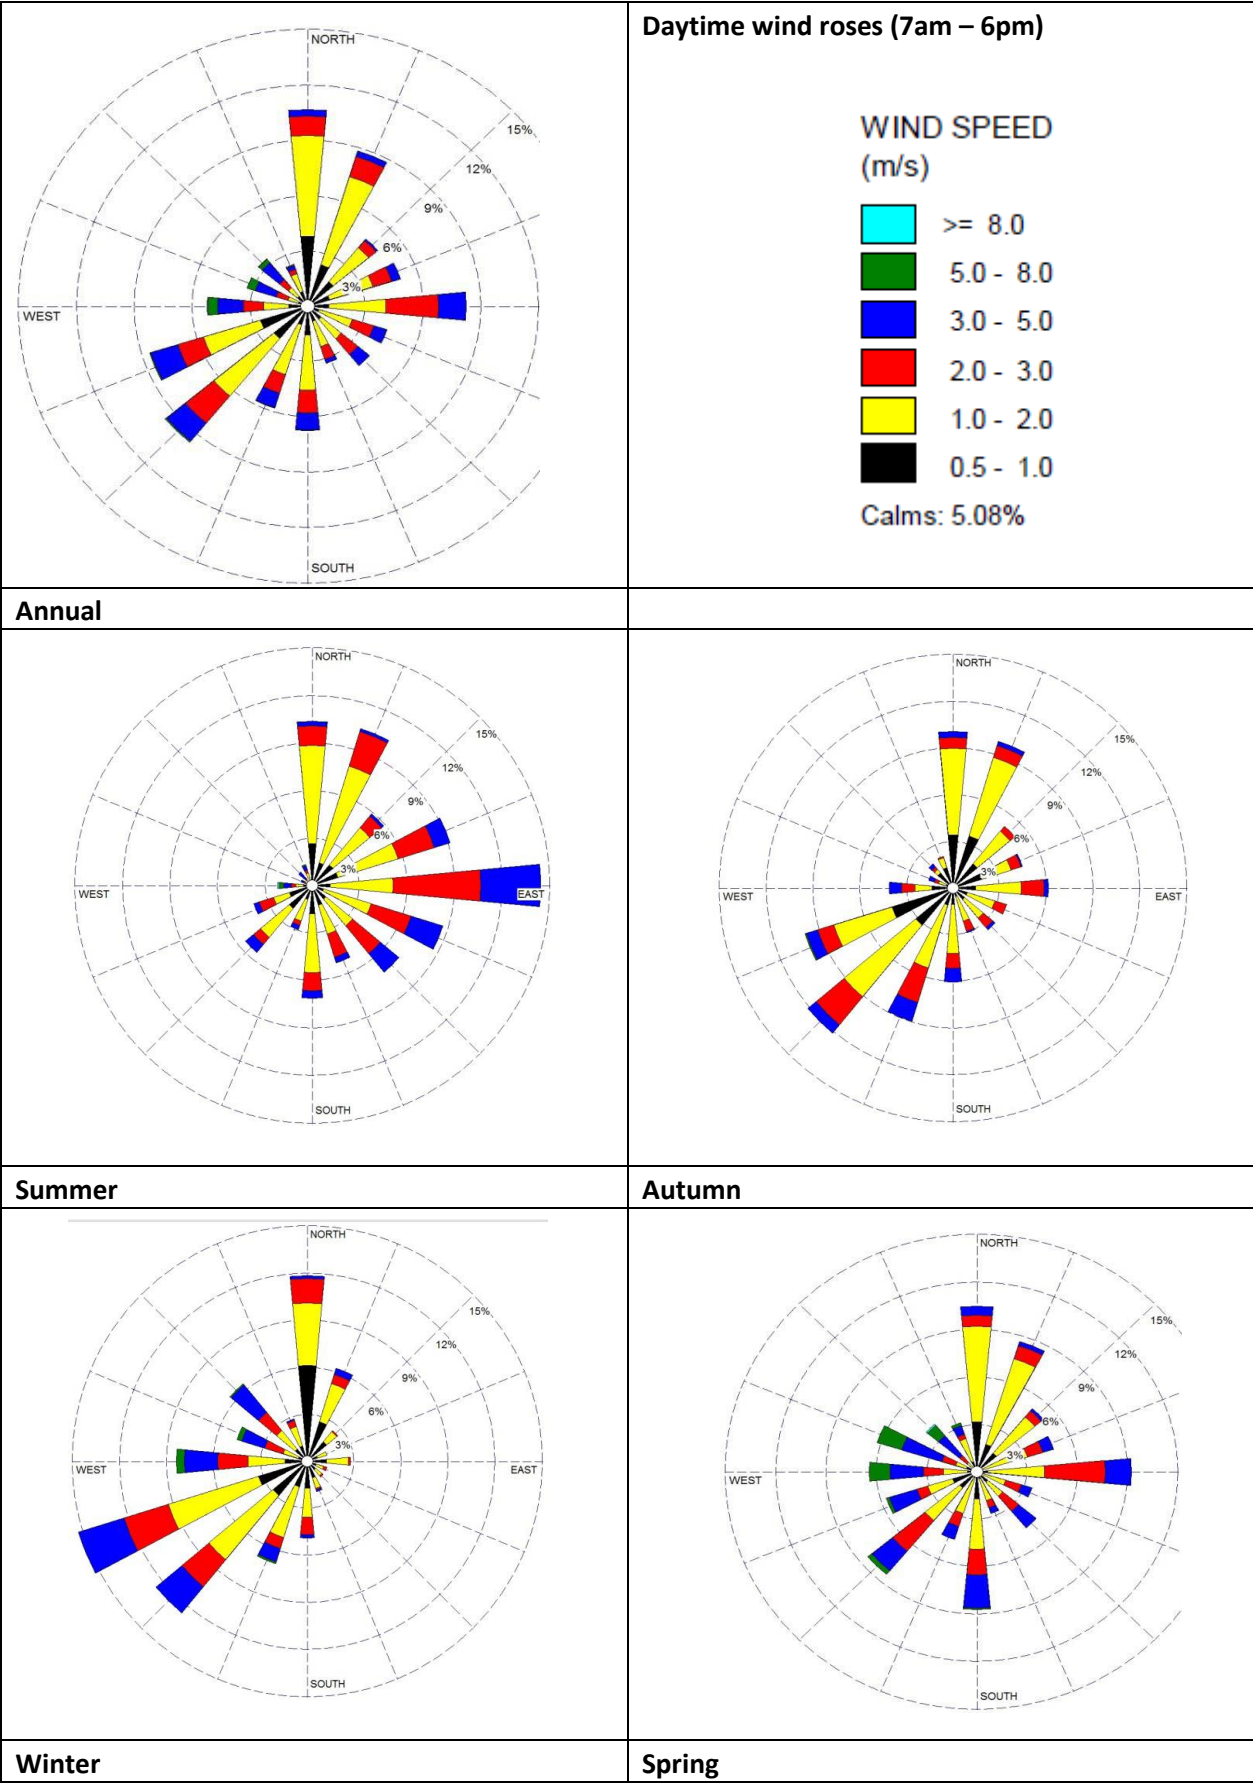 NORTH
15%
12%
9%
6%
3%
WEST
SOUTH
Daytime wind roses (7am – 6pm)
WIND SPEED
(m/s)
>= 8.0
5.0 - 8.0
3.0 - 5.0
2.0 - 3.0
1.0 - 2.0
0.5 - 1.0
Calms: 5.08%
Annual
NORTH
15%
12%
9%
6%
3%
WEST
EAST
SOUTH
NORTH
15%
12%
9%
6%
3%
WEST
EAST
SOUTH
Summer
Autumn
NORTH
15%
12%
9%
6%
3%
WEST
EAST
SOUTH
NORTH
15%
12%
9%
6%
3%
WEST
SOUTH
Winter
Spring